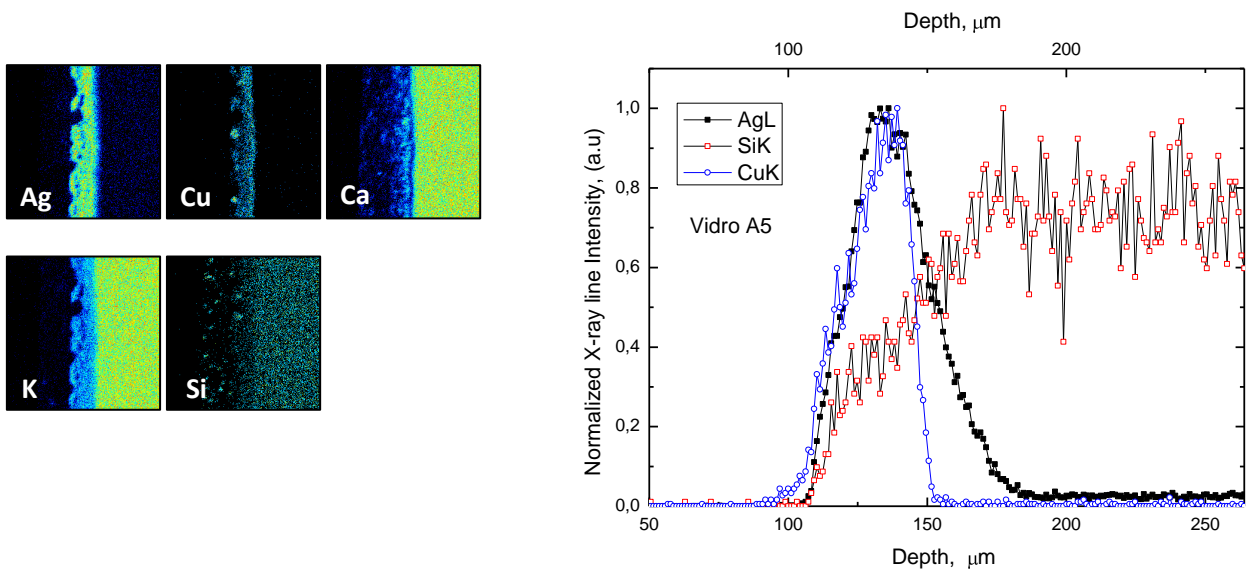 Ag
Cu
Ca
K
Si
Depth, μm
100
200
1,0
0,8
0,6
0,4
0,2
0,0
Normalized X-ray line Intensity, (a.u)
AgL
SiK
CuK
Vidro A5
50
100
150
200
250
Depth, μm